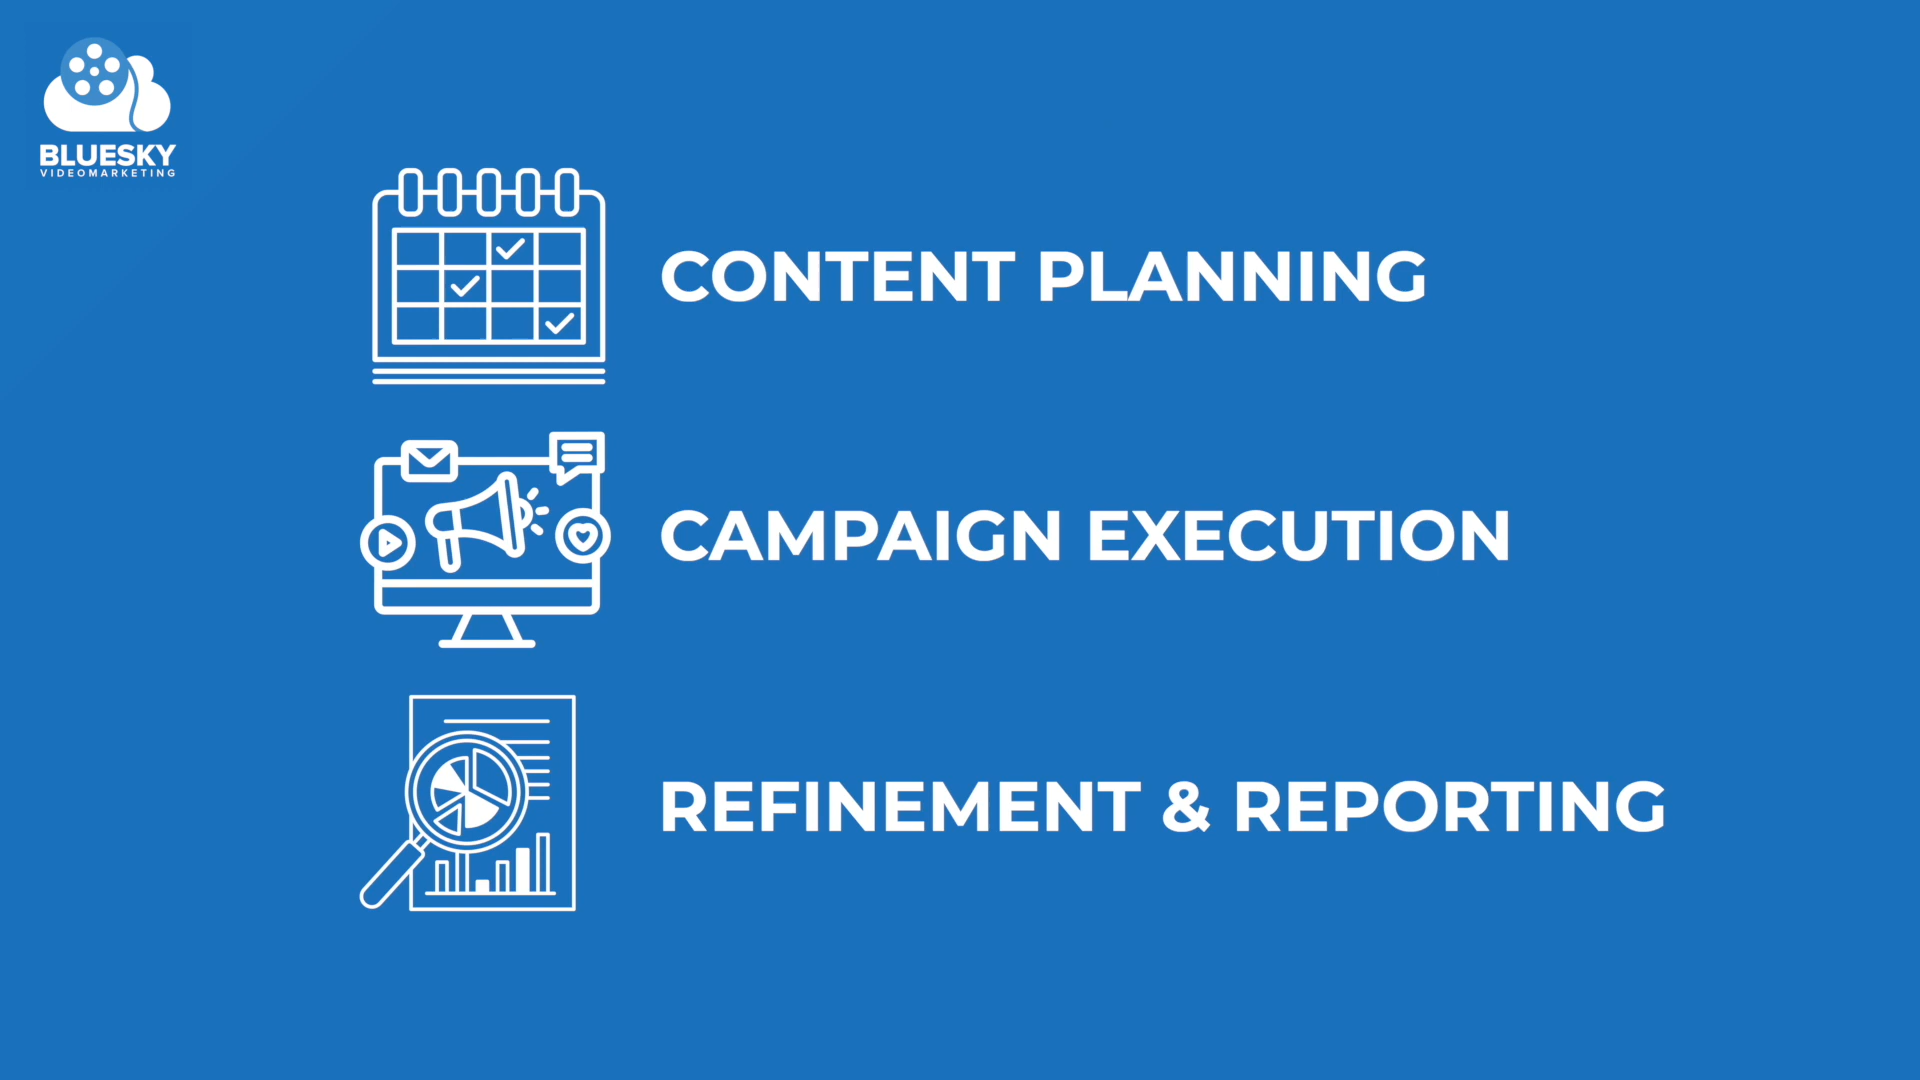 BLUESKY
VIDEOMARKETING
CONTENT PLANNING
CAMPAIGN EXECUTION
REFINEMENT & REPORTING